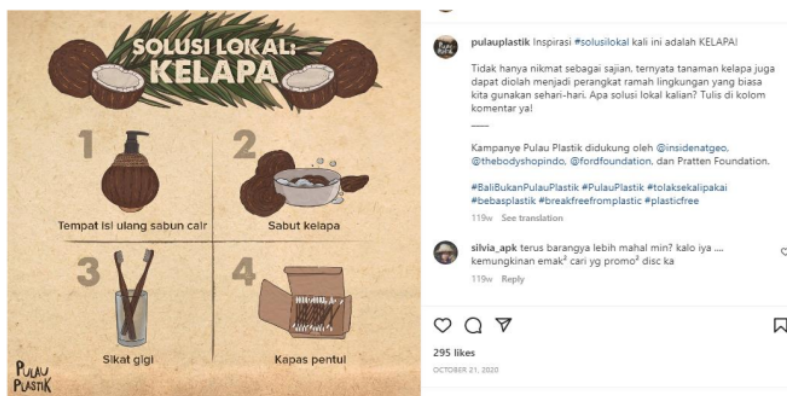 SOLUSI LOKAL:
KELAPA
1
Tempat isi ulang sabun cair
2
Sabut kelapa
3
Sikat gigi
4
Kapas pentul
PULAU
PLASTIK
pulauplastik Inspirasi #solusilokal kali ini adalah KELAPA!
Tidak hanya nikmat sebagai sajian, ternyata tanaman kelapa juga
dapat diolah menjadi perangkat ramah lingkungan yang biasa
kita gunakan sehari-hari. Apa solusi lokal kalian? Tulis di kolom
komentar ya!
___
Kampanye Pulau Plastik didukung oleh @insidenatgeo,
@thebodyshopindo, @fordfoundation, dan Pratten Foundation.
#BaliBukanPulauPlastik #PulauPlastik #tolaksekalipakai
#bebasplastik #breakfreefromplastic #plasticfree
119w See translation
silvia_apk terus barangya lebih mahal min? kalo iya ....
kemungkinan emak² cari yg promo² disc ka
119w Reply
295 likes
OCTOBER 21, 2020